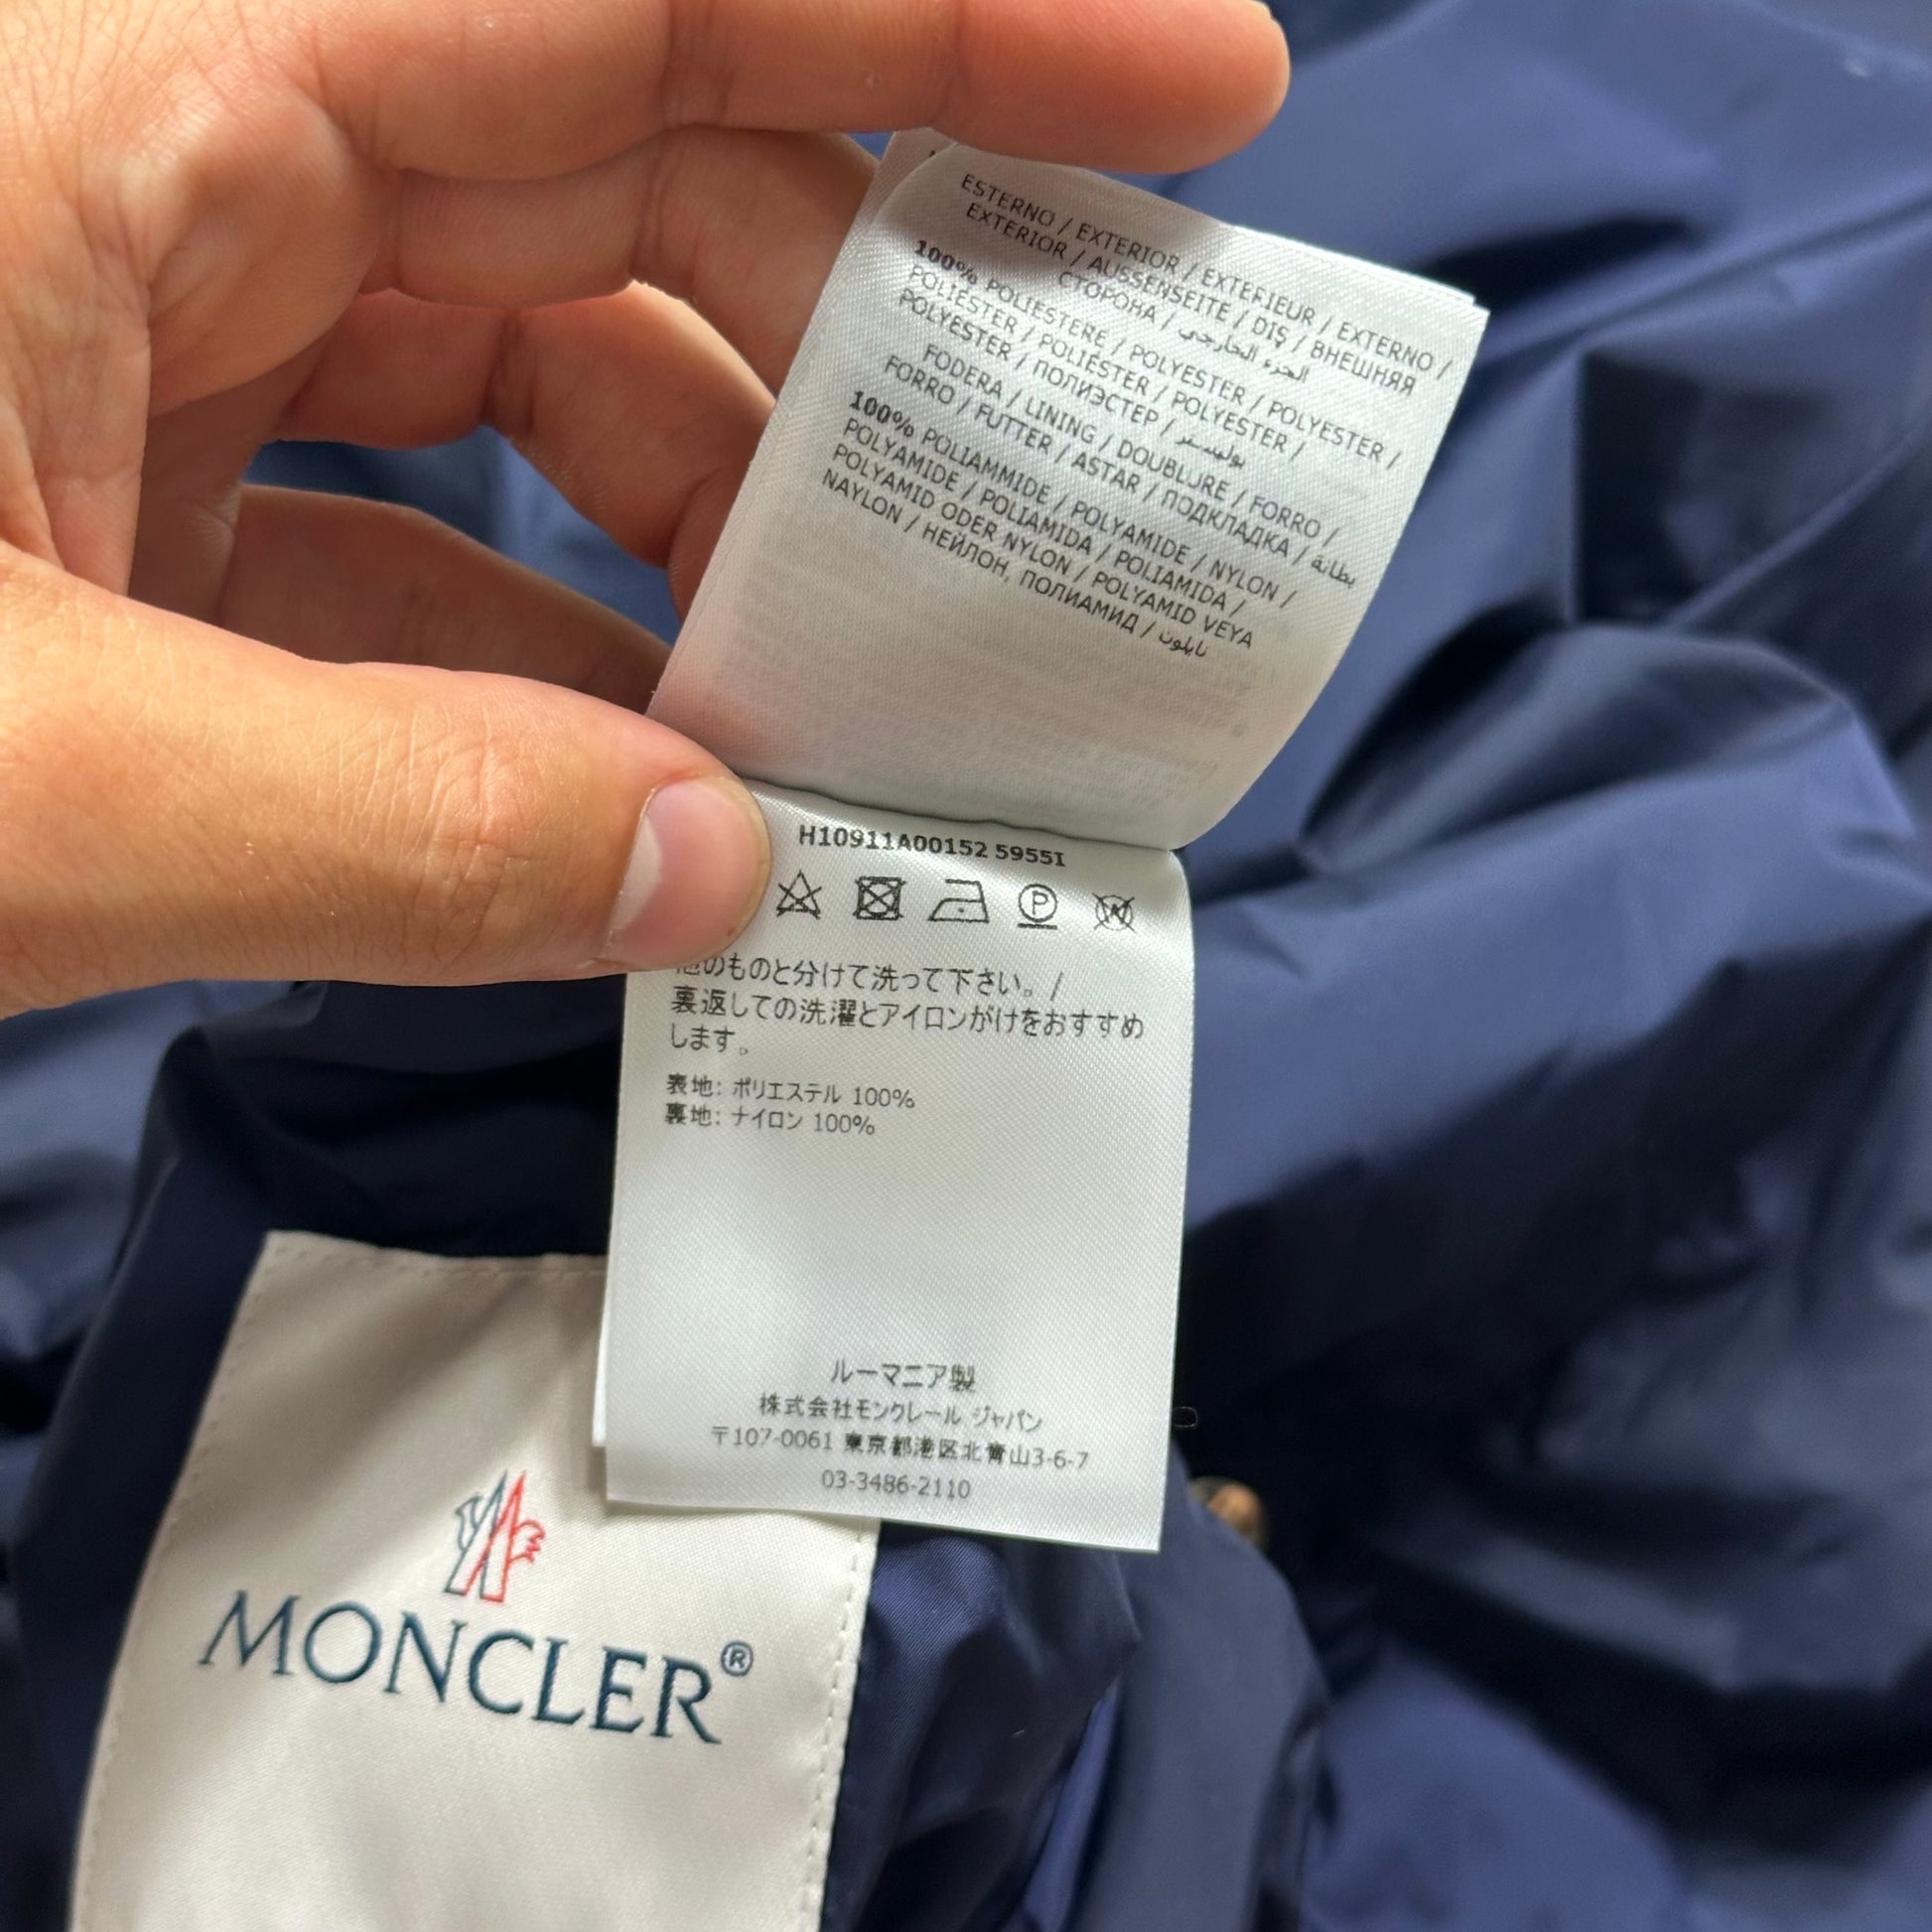 ESTERNO / EXTERIOR / EXTERIEUR / EXTERNO /
EXTERIOR / AUSSENSEITE / DIŞ / ВНЕШНЯЯ
СТОРОНА / الجزء الخارجي
100% POLIESTERE / POLYESTER / POLYESTER /
POLIÉSTER / POLIÉSTER / POLYESTER /
POLYESTER / ПОЛИЭСТЕР / بوليستر
FODERA / LINING / DOUBLURE / FORRO /
FORRO / FUTTER / ASTAR / ПОДКЛАДКА / بطانة
100% POLIAMMIDE / POLYAMIDE / NYLON /
POLYAMIDE / POLIAMIDA / POLIAMIDA /
POLYAMID ODER NYLON / POLYAMID VEYA
NAYLON / НЕЙЛОН, ПОЛИАМИД / نايلون
H10911A00152 5955I
P W
のものと分けて洗って下さい。/
裏返しての洗濯とアイロンがけをおすすめ
します。
表地: ポリエステル 100%
裏地: ナイロン 100%
ルーマニア製
株式会社モンクレール ジャパン
〒107-0061 東京都港区北青山3-6-7
03-3486-2110
MONCLER®